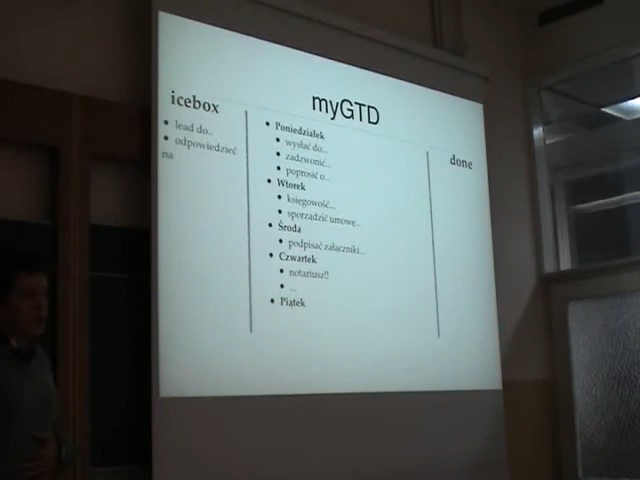 icebox
• lead do..
• odpowiedzieć
na
myGTD
• Poniedziałek
• wysłać do...
• zadzwonić...
• poprosić o...
• Wtorek
• księgowość...
• sporządzić umowę...
• Środa
• podpisać załączniki...
• Czwartek
• notariusz!!
• ...
• Piątek
done